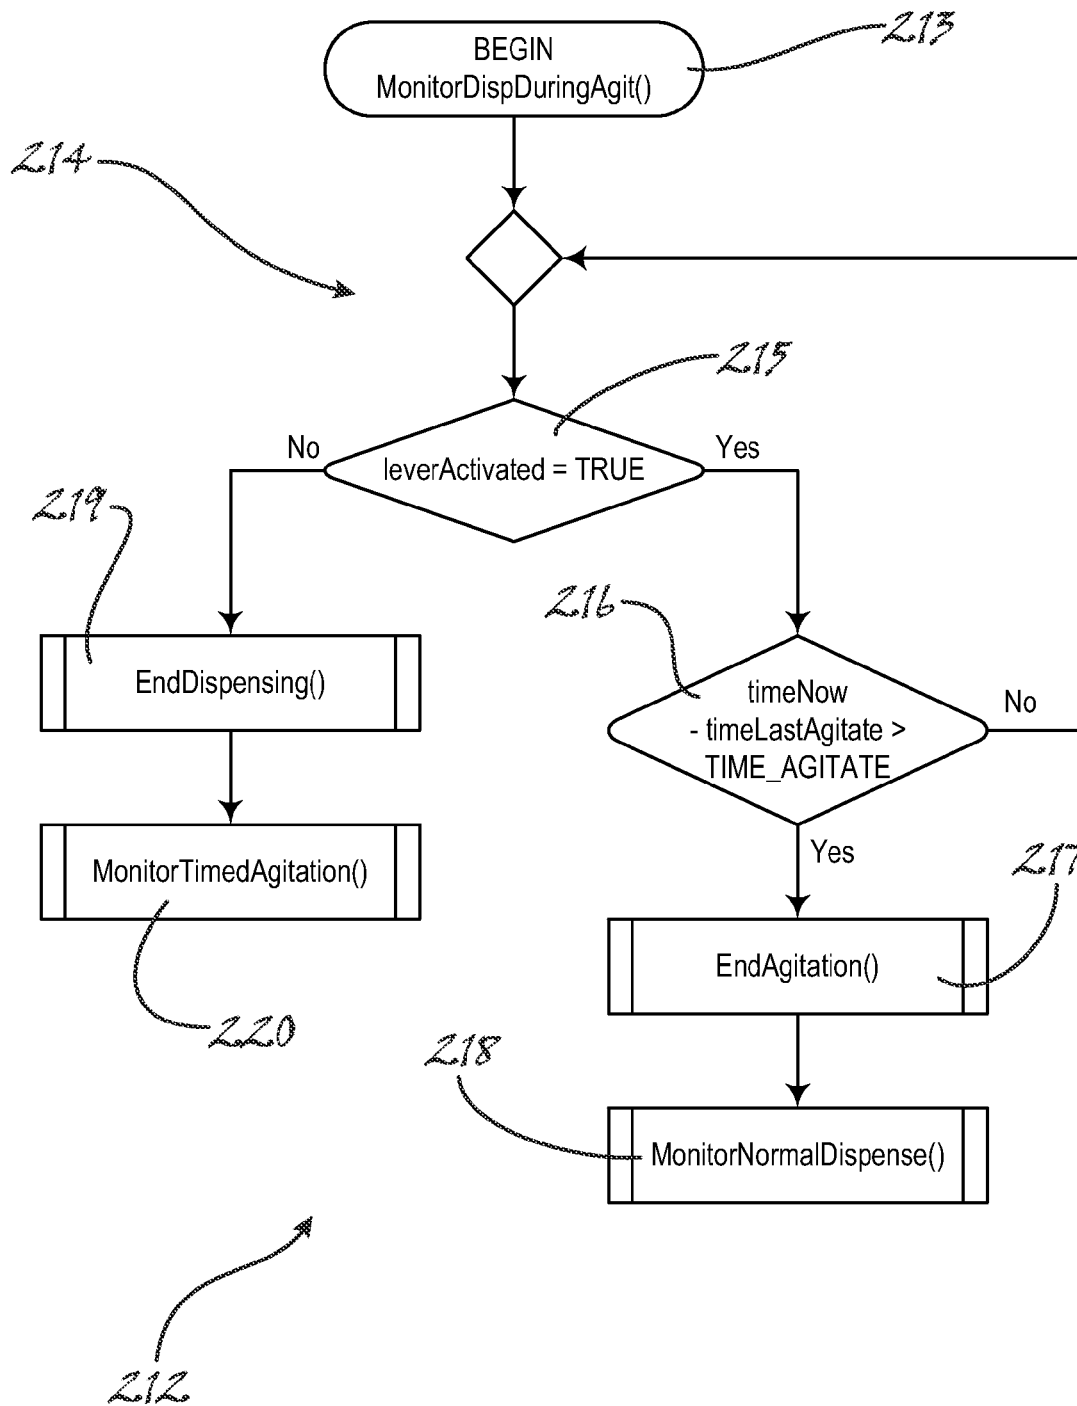 213
BEGIN
MonitorDispDuringAgit()
214
215
No
Yes
leverActivated = TRUE
219
216
EndDispensing()
timeNow
- timeLastAgitate >
TIME_AGITATE
No
MonitorTimedAgitation()
Yes
217
EndAgitation()
220
218
MonitorNormalDispense()
212